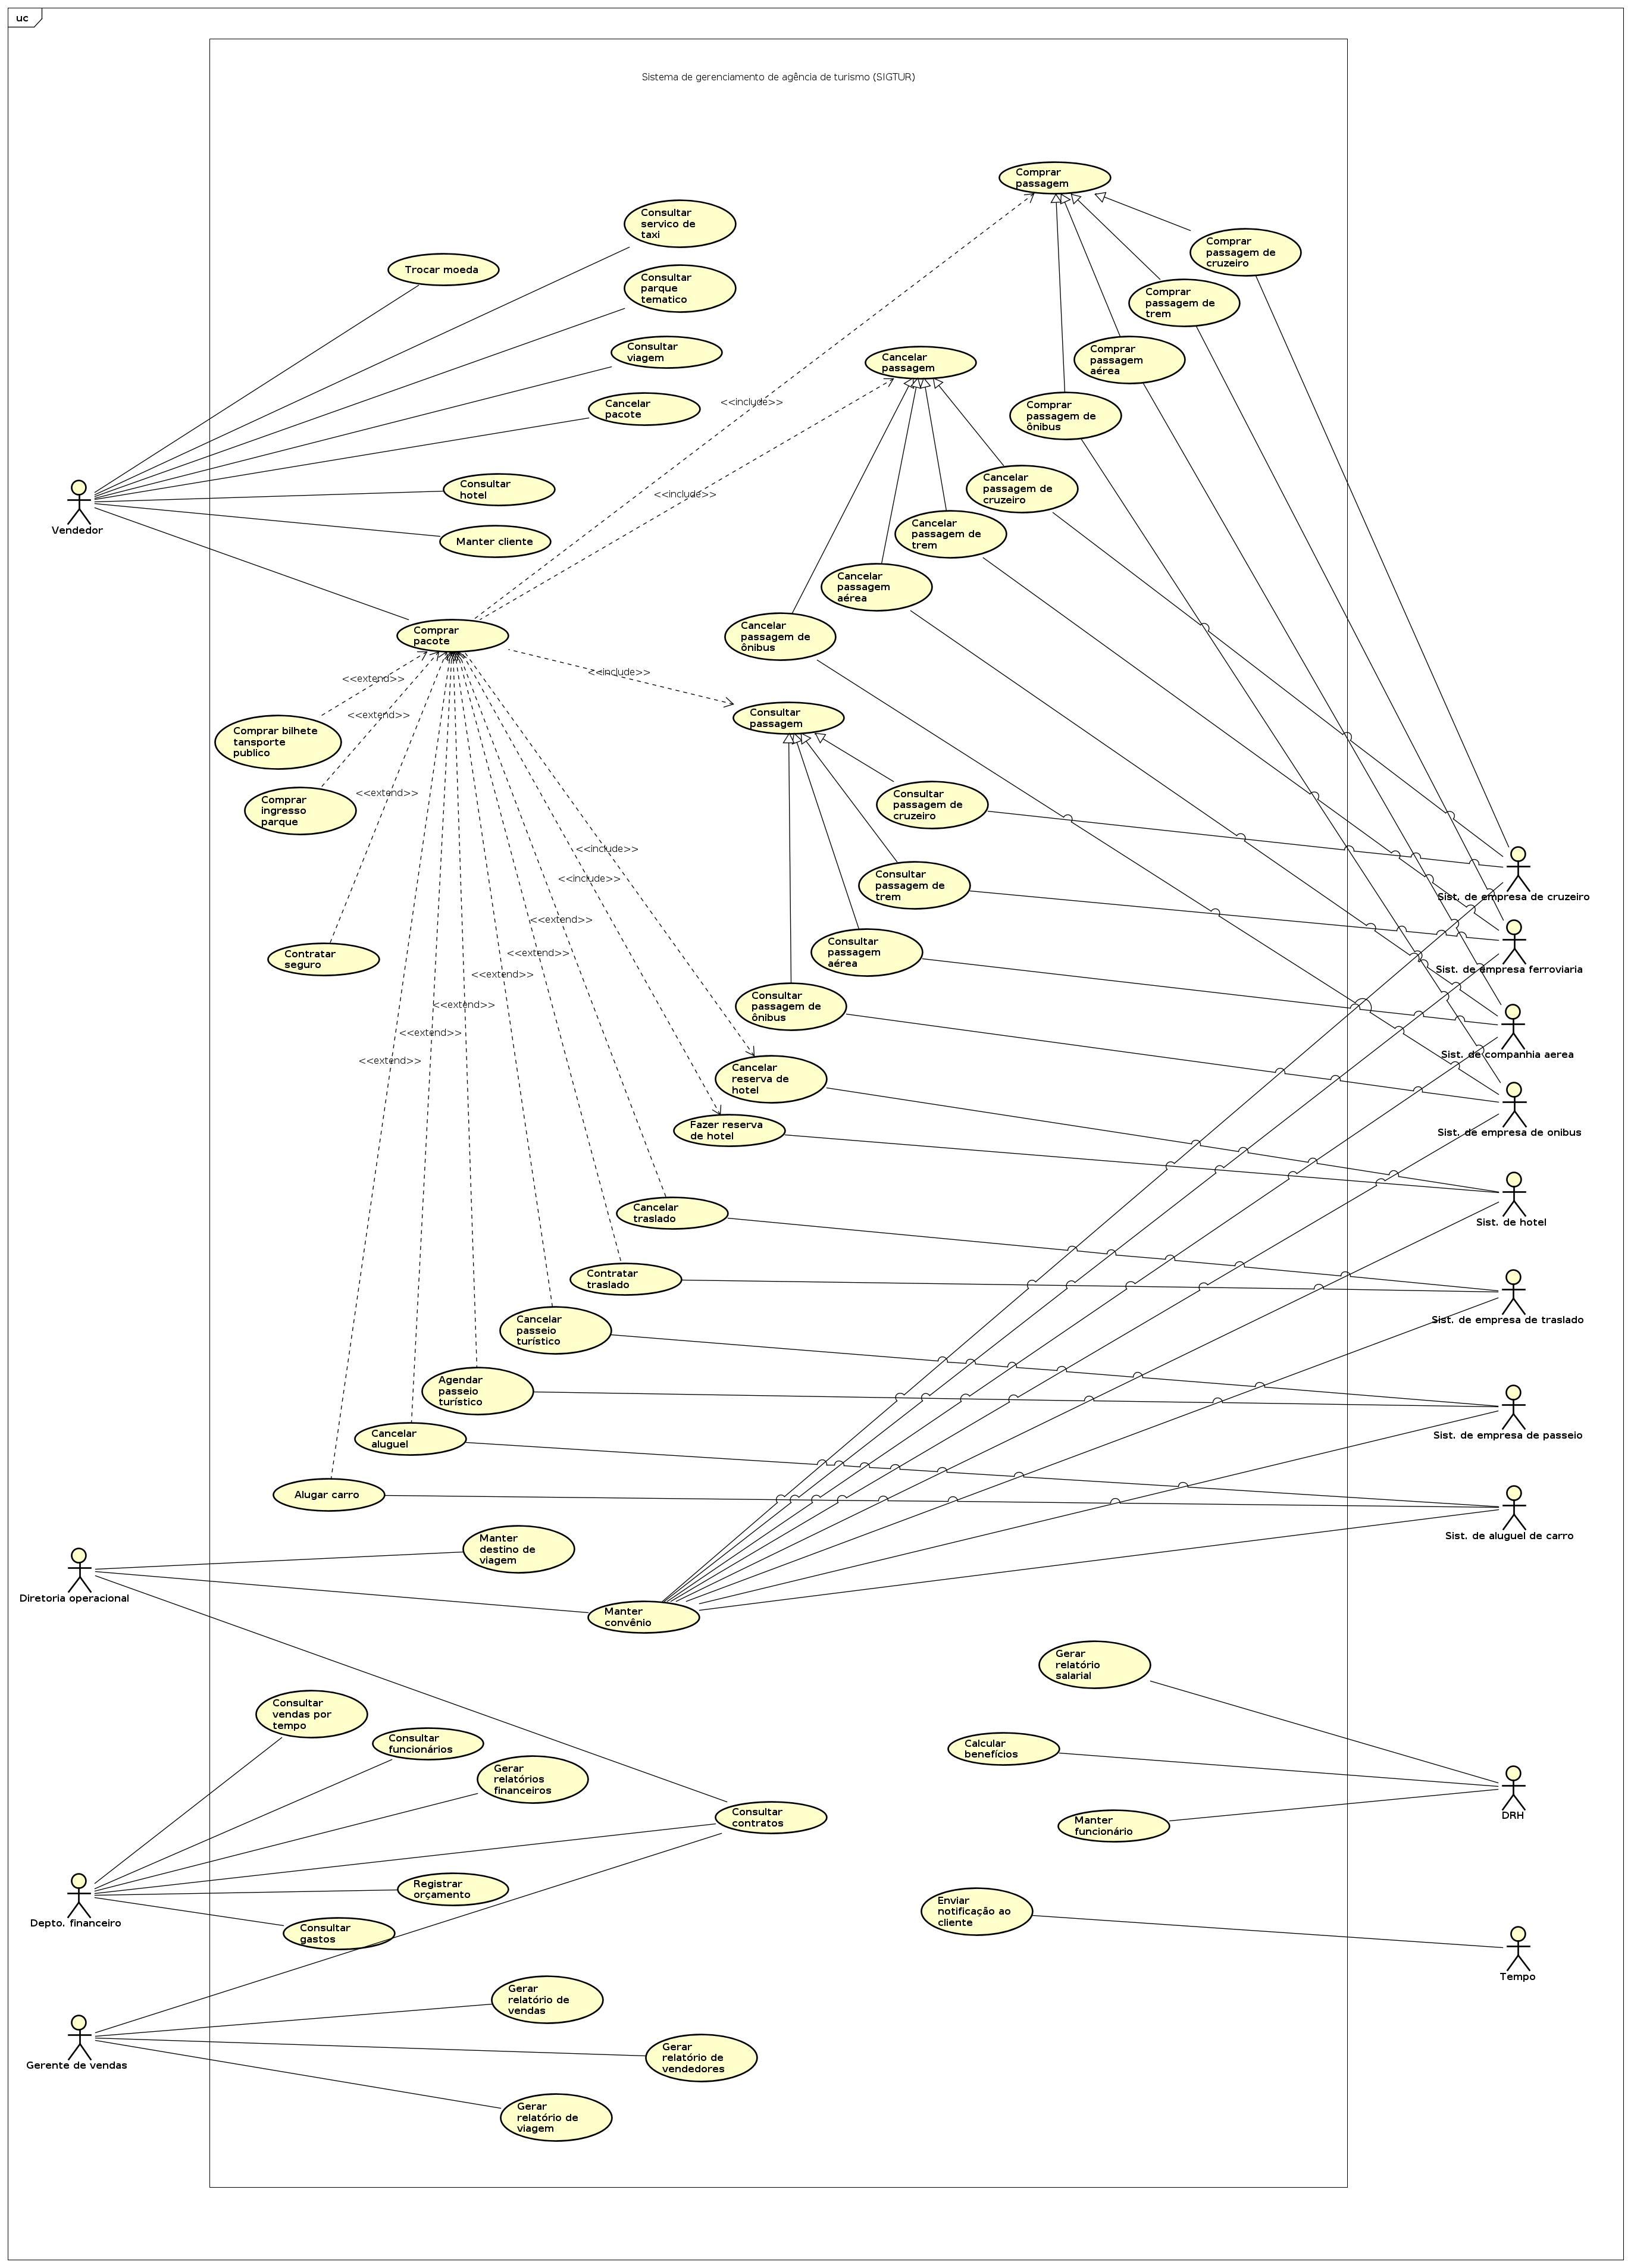 uc
Sistema de gerenciamento de agência de turismo (SIGTUR)
Comprar
passagem
Consultar
servico de
taxi
Comprar
passagem de
cruzeiro
Trocar moeda
Consultar
parque
tematico
Comprar
passagem de
trem
Consultar
viagem
Cancelar
passagem
Comprar
passagem
aérea
Cancelar
pacote
<<include>>
Comprar
passagem de
ônibus
Vendedor
Consultar
hotel
<<include>>
Cancelar
passagem de
cruzeiro
Manter cliente
Cancelar
passagem de
trem
Cancelar
passagem
aérea
Comprar
pacote
Cancelar
passagem de
ônibus
<<extend>>
<<include>>
Comprar bilhete
tansporte
publico
<<extend>>
Consultar
passagem
Comprar
ingresso
parque
<<extend>>
Consultar
passagem de
cruzeiro
<<include>>
<<include>>
Consultar
passagem de
trem
Sist. de empresa de cruzeiro
<<extend>>
Contratar
seguro
<<extend>>
Consultar
passagem
aérea
Sist. de empresa ferroviaria
<<extend>>
<<extend>>
Consultar
passagem de
ônibus
<<extend>>
<<extend>>
Sist. de companhia aerea
Cancelar
reserva de
hotel
Fazer reserva
de hotel
Sist. de empresa de onibus
Cancelar
traslado
Sist. de hotel
Contratar
traslado
Cancelar
passeio
turístico
Sist. de empresa de traslado
Agendar
passeio
turístico
Cancelar
aluguel
Sist. de empresa de passeio
Alugar carro
Sist. de aluguel de carro
Manter
destino de
viagem
Diretoria operacional
Manter
convênio
Gerar
relatório
salarial
Consultar
vendas por
tempo
Consultar
funcionários
Calcular
benefícios
Gerar
relatórios
financeiros
Consultar
contratos
DRH
Manter
funcionário
Registrar
orçamento
Depto. financeiro
Consultar
gastos
Enviar
notificação ao
cliente
Tempo
Gerar
relatório de
vendas
Gerente de vendas
Gerar
relatório de
vendedores
Gerar
relatório de
viagem